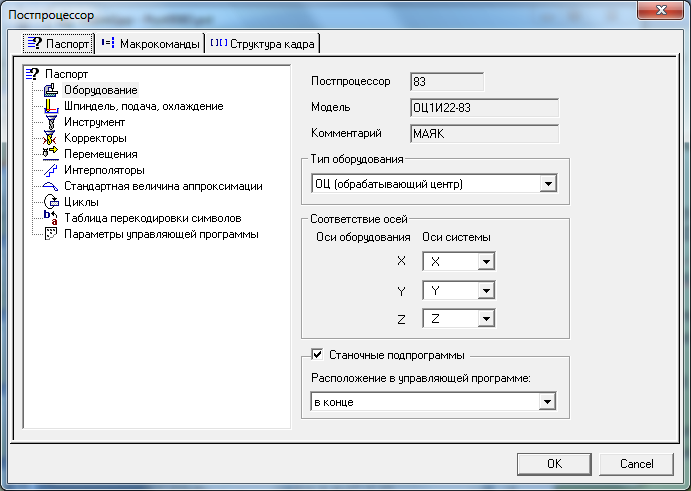 Постпроцессор
Паспорт
Макрокоманды
Структура кадра
Паспорт
Оборудование
Шпиндель, подача, охлаждение
Инструмент
Корректоры
Перемещения
Интерполяторы
Стандартная величина аппроксимации
Циклы
Таблица перекодировки символов
Параметры управляющей программы
Постпроцессор 83
Модель ОЦ1И22-83
Комментарий МАЯК
Тип оборудования
ОЦ (обрабатывающий центр)
Соответствие осей
Оси оборудования Оси системы
X X
Y Y
Z Z
Станочные подпрограммы
Расположение в управляющей программе:
в конце
OK Cancel